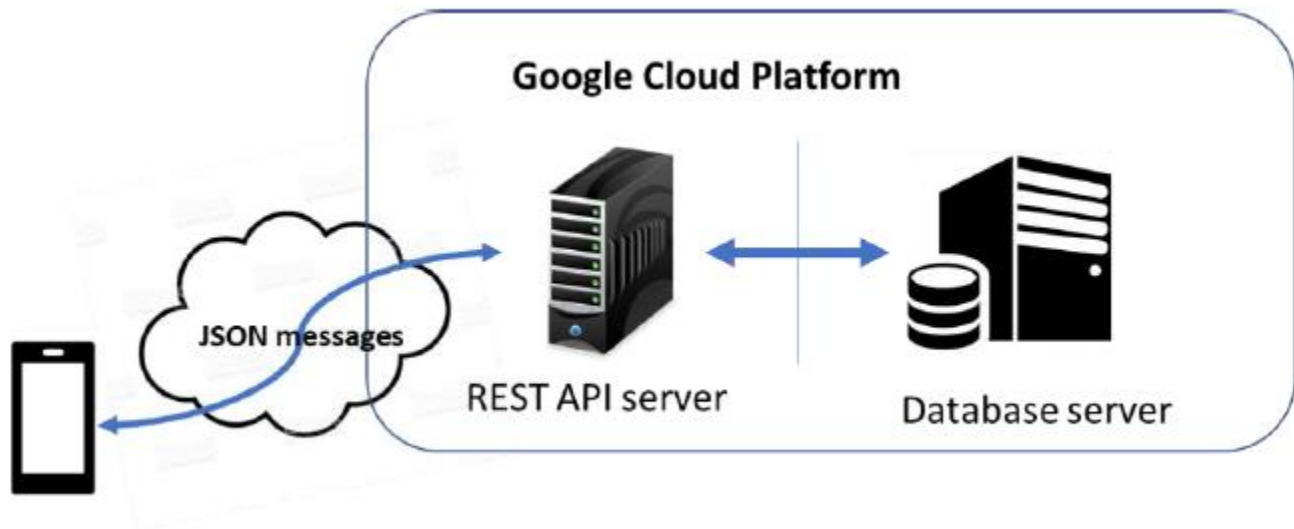 Google Cloud Platform
JSON messages
REST API server
Database server